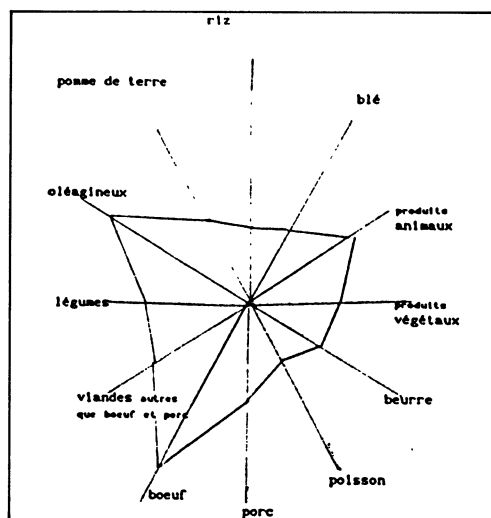 riz
pomme de terre
blé
oléagineux
produits
animaux
légumes
produits
végétaux
viandes autres
que boeuf et porc
beurre
boeuf
porc
poisson